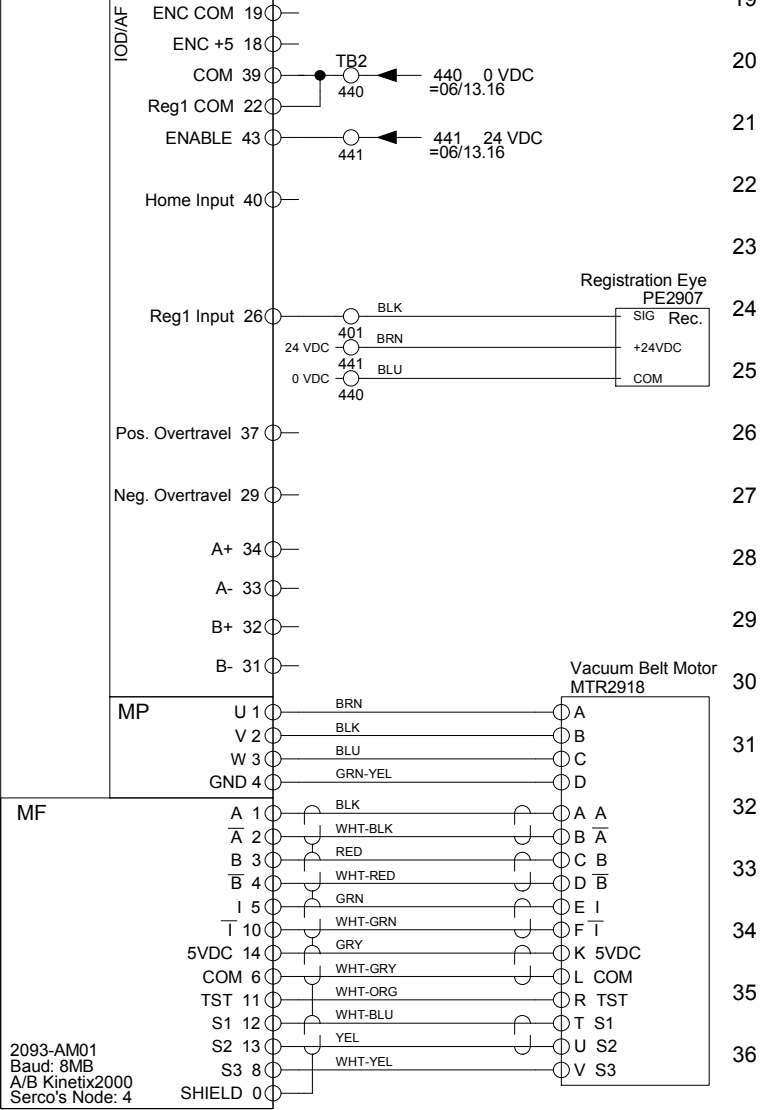 19
IOD/AF
ENC COM 19
ENC +5 18
20
COM 39
TB2
440
440 0 VDC
=06/13.16
Reg1 COM 22
21
ENABLE 43
441
441 24 VDC
=06/13.16
22
Home Input 40
23
Registration Eye
PE2907
24
Reg1 Input 26
401
BLK
SIG Rec.
24 VDC
441
BRN
+24VDC
25
0 VDC
440
BLU
COM
26
Pos. Overtravel 37
27
Neg. Overtravel 29
28
A+ 34
A- 33
29
B+ 32
B- 31
30
Vacuum Belt Motor
MTR2918
MP
U 1 BRN A
31
V 2 BLK B
W 3 BLU C
GND 4 GRN-YEL D
32
MF
A 1 BLK A A
A̅ 2 WHT-BLK B A̅
33
B 3 RED C B
B̅ 4 WHT-RED D B̅
I 5 GRN E I
34
I̅ 10 WHT-GRN F I̅
5VDC 14 GRY K 5VDC
COM 6 WHT-GRY L COM
35
TST 11 WHT-ORG R TST
S1 12 WHT-BLU T S1
36
S2 13 YEL U S2
S3 8 WHT-YEL V S3
SHIELD 0
2093-AM01
Baud: 8MB
A/B Kinetix2000
Serco's Node: 4